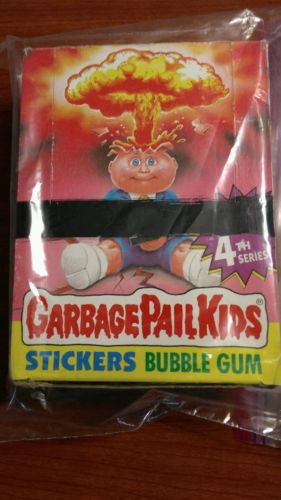 4TH
SERIES
GARBAGE PAIL KIDS®
STICKERS BUBBLE GUM